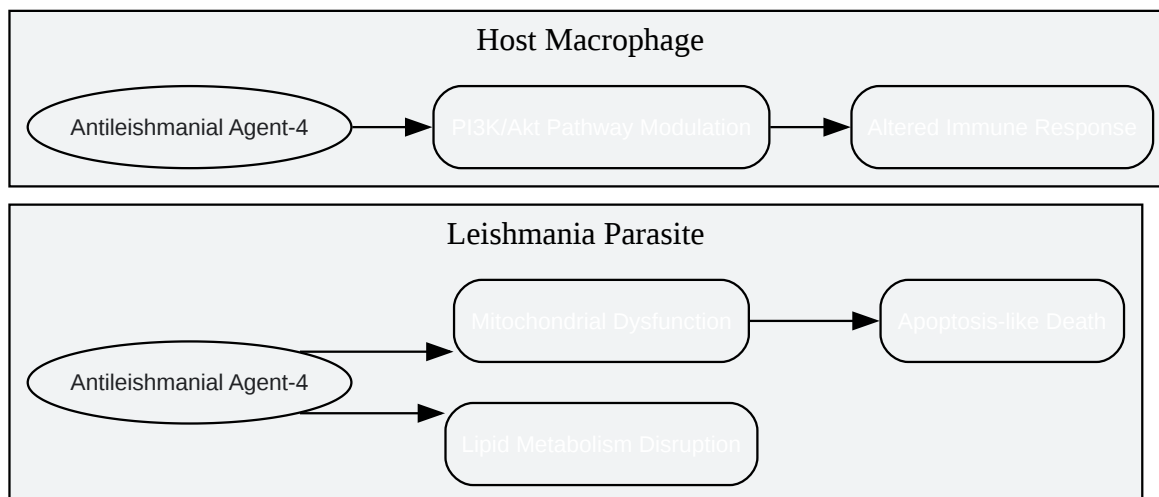 Host Macrophage
Antileishmanial Agent-4
PI3K/Akt Pathway Modulation
Altered Immune Response
Leishmania Parasite
Mitochondrial Dysfunction
Apoptosis-like Death
Antileishmanial Agent-4
Lipid Metabolism Disruption